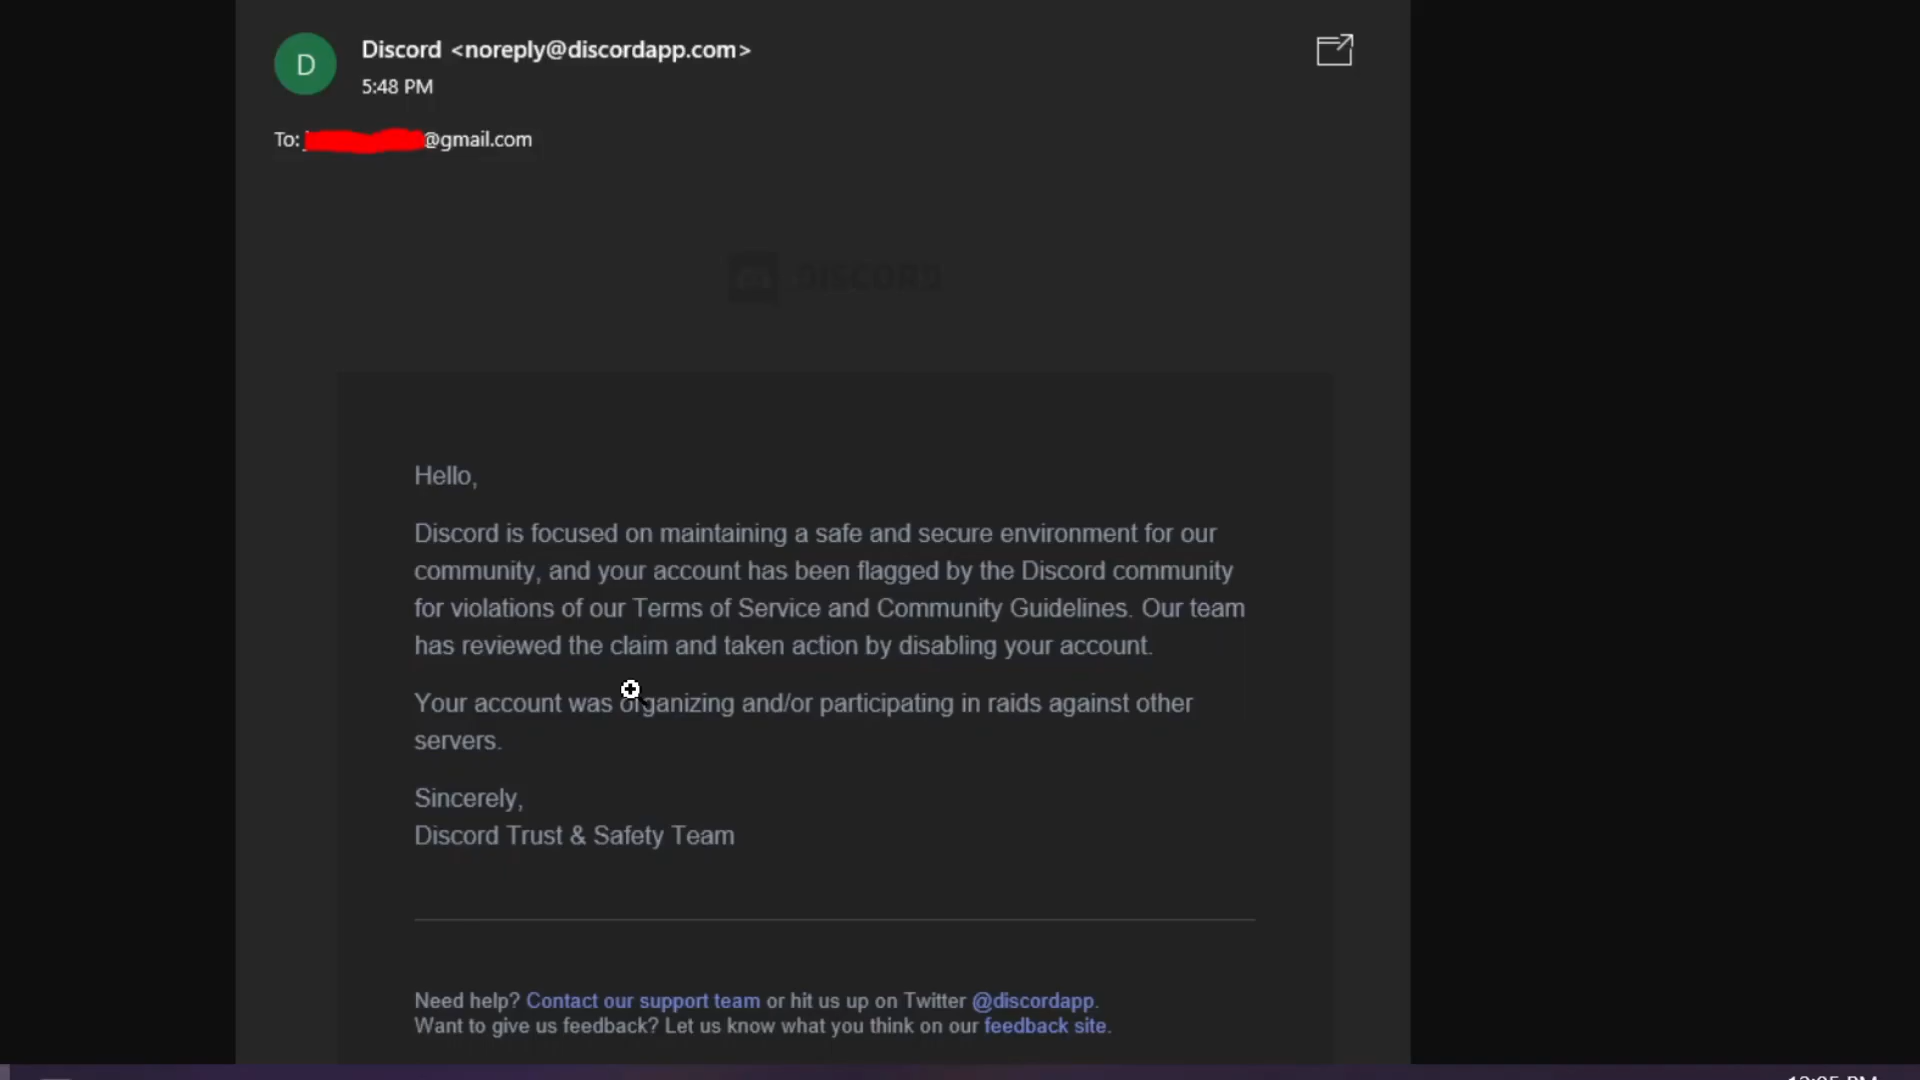 D
Discord <noreply@discordapp.com>
5:48 PM
To: @gmail.com
DISCORD
Hello,
Discord is focused on maintaining a safe and secure environment for our
community, and your account has been flagged by the Discord community
for violations of our Terms of Service and Community Guidelines. Our team
has reviewed the claim and taken action by disabling your account.
Your account was organizing and/or participating in raids against other
servers.
Sincerely,
Discord Trust & Safety Team
Need help? Contact our support team or hit us up on Twitter @discordapp.
Want to give us feedback? Let us know what you think on our feedback site.